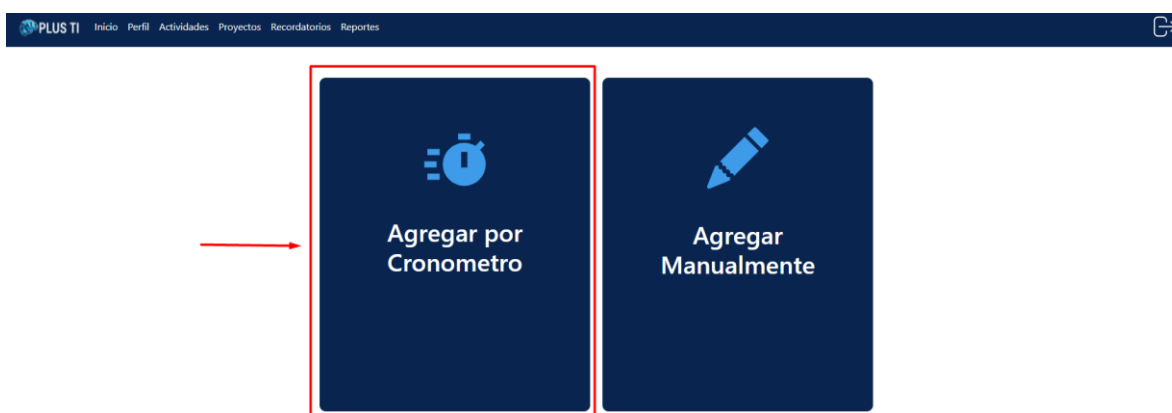 PLUS TI Inicio Perfil Actividades Proyectos Recordatorios Reportes
Agregar por
Cronometro
Agregar
Manualmente